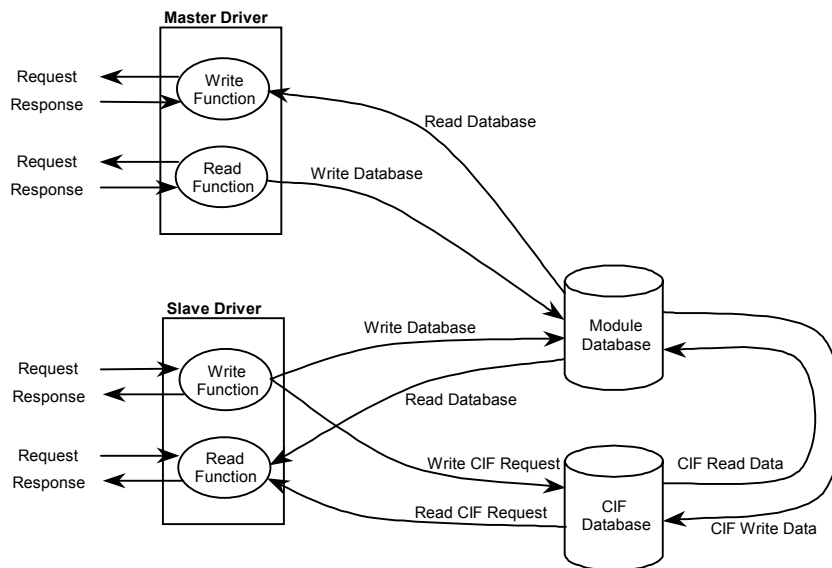 Master Driver
Request
Response
Write
Function
Read Database
Request
Response
Read
Function
Write Database
Slave Driver
Module
Database
Write Database
Request
Response
Write
Function
Read Database
Request
Response
Read
Function
Write CIF Request
CIF Read Data
Read CIF Request
CIF
Database
CIF Write Data